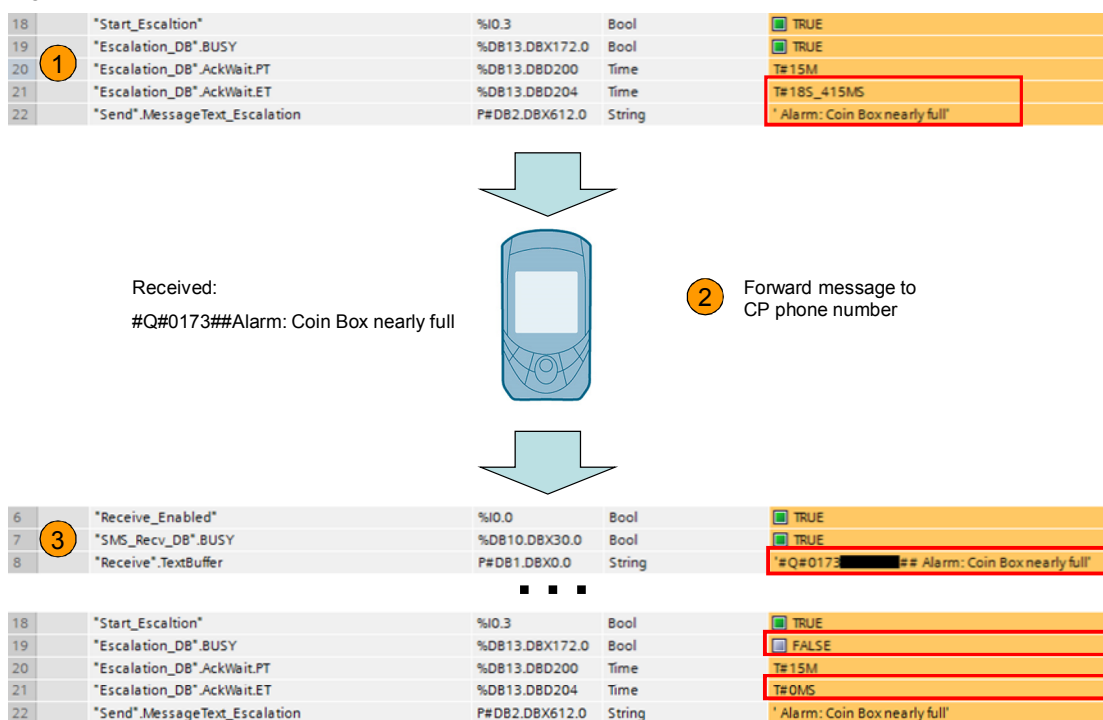 18 "Start_Escaltion" %I0.3 Bool TRUE
19 "Escalation_DB".BUSY %DB13.DBX172.0 Bool TRUE
1
20 "Escalation_DB".AckWait.PT %DB13.DBD200 Time T#15M
21 "Escalation_DB".AckWait.ET %DB13.DBD204 Time T#18S_415MS
22 "Send".MessageText_Escalation P#DB2.DBX612.0 String ' Alarm: Coin Box nearly full'
Received:
#Q#0173##Alarm: Coin Box nearly full
2
Forward message to
CP phone number
6 "Receive_Enabled" %I0.0 Bool TRUE
3
7 "SMS_Recv_DB".BUSY %DB10.DBX30.0 Bool TRUE
8 "Receive".TextBuffer P#DB1.DBX0.0 String '#Q#0173 ## Alarm: Coin Box nearly full'
...
18 "Start_Escaltion" %I0.3 Bool TRUE
19 "Escalation_DB".BUSY %DB13.DBX172.0 Bool FALSE
20 "Escalation_DB".AckWait.PT %DB13.DBD200 Time T#15M
21 "Escalation_DB".AckWait.ET %DB13.DBD204 Time T#0MS
22 "Send".MessageText_Escalation P#DB2.DBX612.0 String ' Alarm: Coin Box nearly full'